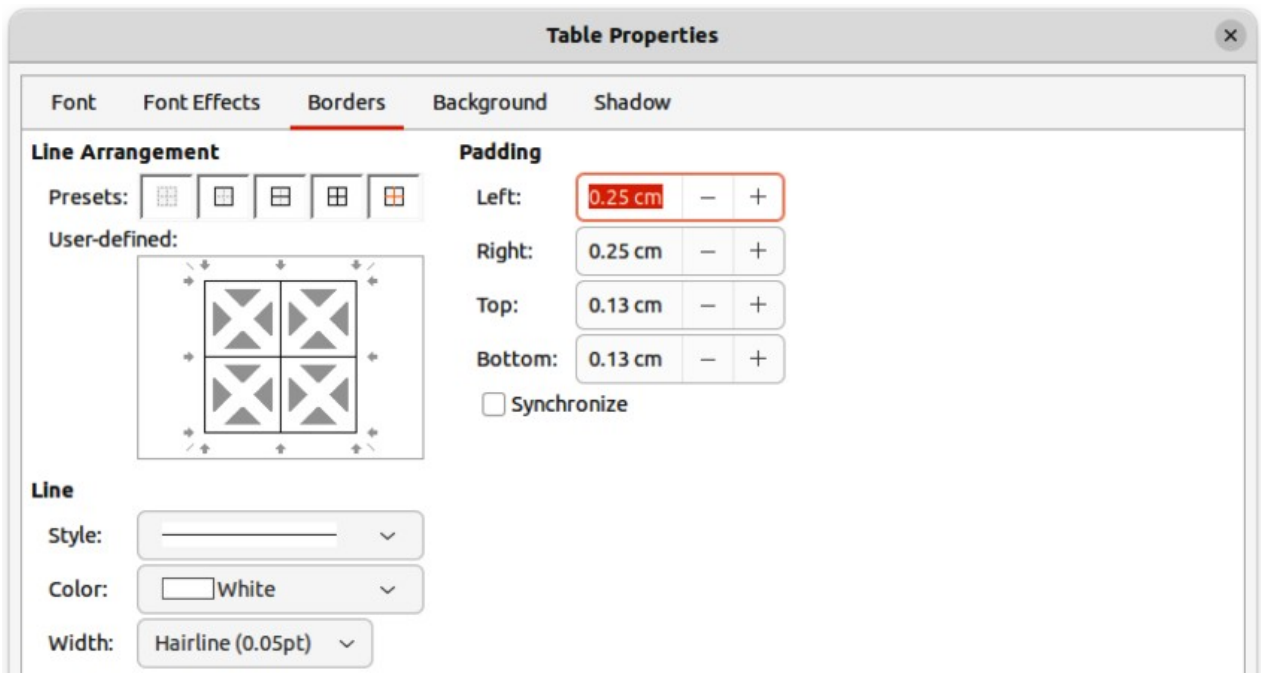 Table Properties
Font Font Effects Borders Background Shadow
Line Arrangement
Presets:
User-defined:
Padding
Left: 0.25 cm
Right: 0.25 cm
Top: 0.13 cm
Bottom: 0.13 cm
Synchronize
Line
Style:
Color: White
Width: Hairline (0.05pt)